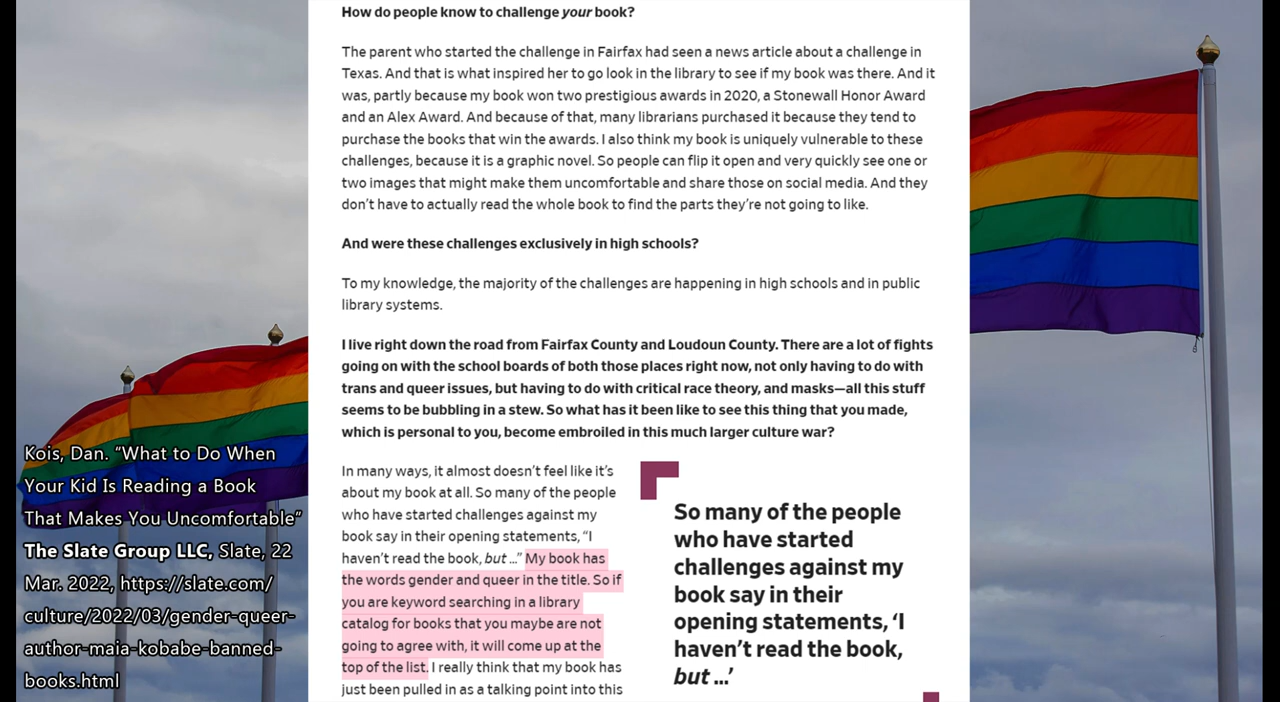 How do people know to challenge your book?
The parent who started the challenge in Fairfax had seen a news article about a challenge in
Texas. And that is what inspired her to go look in the library to see if my book was there. And it
was, partly because my book won two prestigious awards in 2020, a Stonewall Honor Award
and an Alex Award. And because of that, many librarians purchased it because they tend to
purchase the books that win the awards. I also think my book is uniquely vulnerable to these
challenges, because it is a graphic novel. So people can flip it open and very quickly see one or
two images that might make them uncomfortable and share those on social media. And they
don’t have to actually read the whole book to find the parts they’re not going to like.
And were these challenges exclusively in high schools?
To my knowledge, the majority of the challenges are happening in high schools and in public
library systems.
I live right down the road from Fairfax County and Loudoun County. There are a lot of fights
going on with the school boards of both those places right now, not only having to do with
trans and queer issues, but having to do with critical race theory, and masks—all this stuff
seems to be bubbling in a stew. So what has it been like to see this thing that you made,
which is personal to you, become embroiled in this much larger culture war?
In many ways, it almost doesn’t feel like it’s
about my book at all. So many of the people
who have started challenges against my
book say in their opening statements, “I
haven’t read the book, but …” My book has
the words gender and queer in the title. So if
you are keyword searching in a library
catalog for books that you maybe are not
going to agree with, it will come up at the
top of the list. I really think that my book has
just been pulled in as a talking point into this
So many of the people
who have started
challenges against my
book say in their
opening statements, ‘I
haven’t read the book,
but …’
Kois, Dan. “What to Do When
Your Kid Is Reading a Book
That Makes You Uncomfortable”
The Slate Group LLC, Slate, 22
Mar. 2022, https://slate.com/
culture/2022/03/gender-queer-
author-maia-kobabe-banned-
books.html